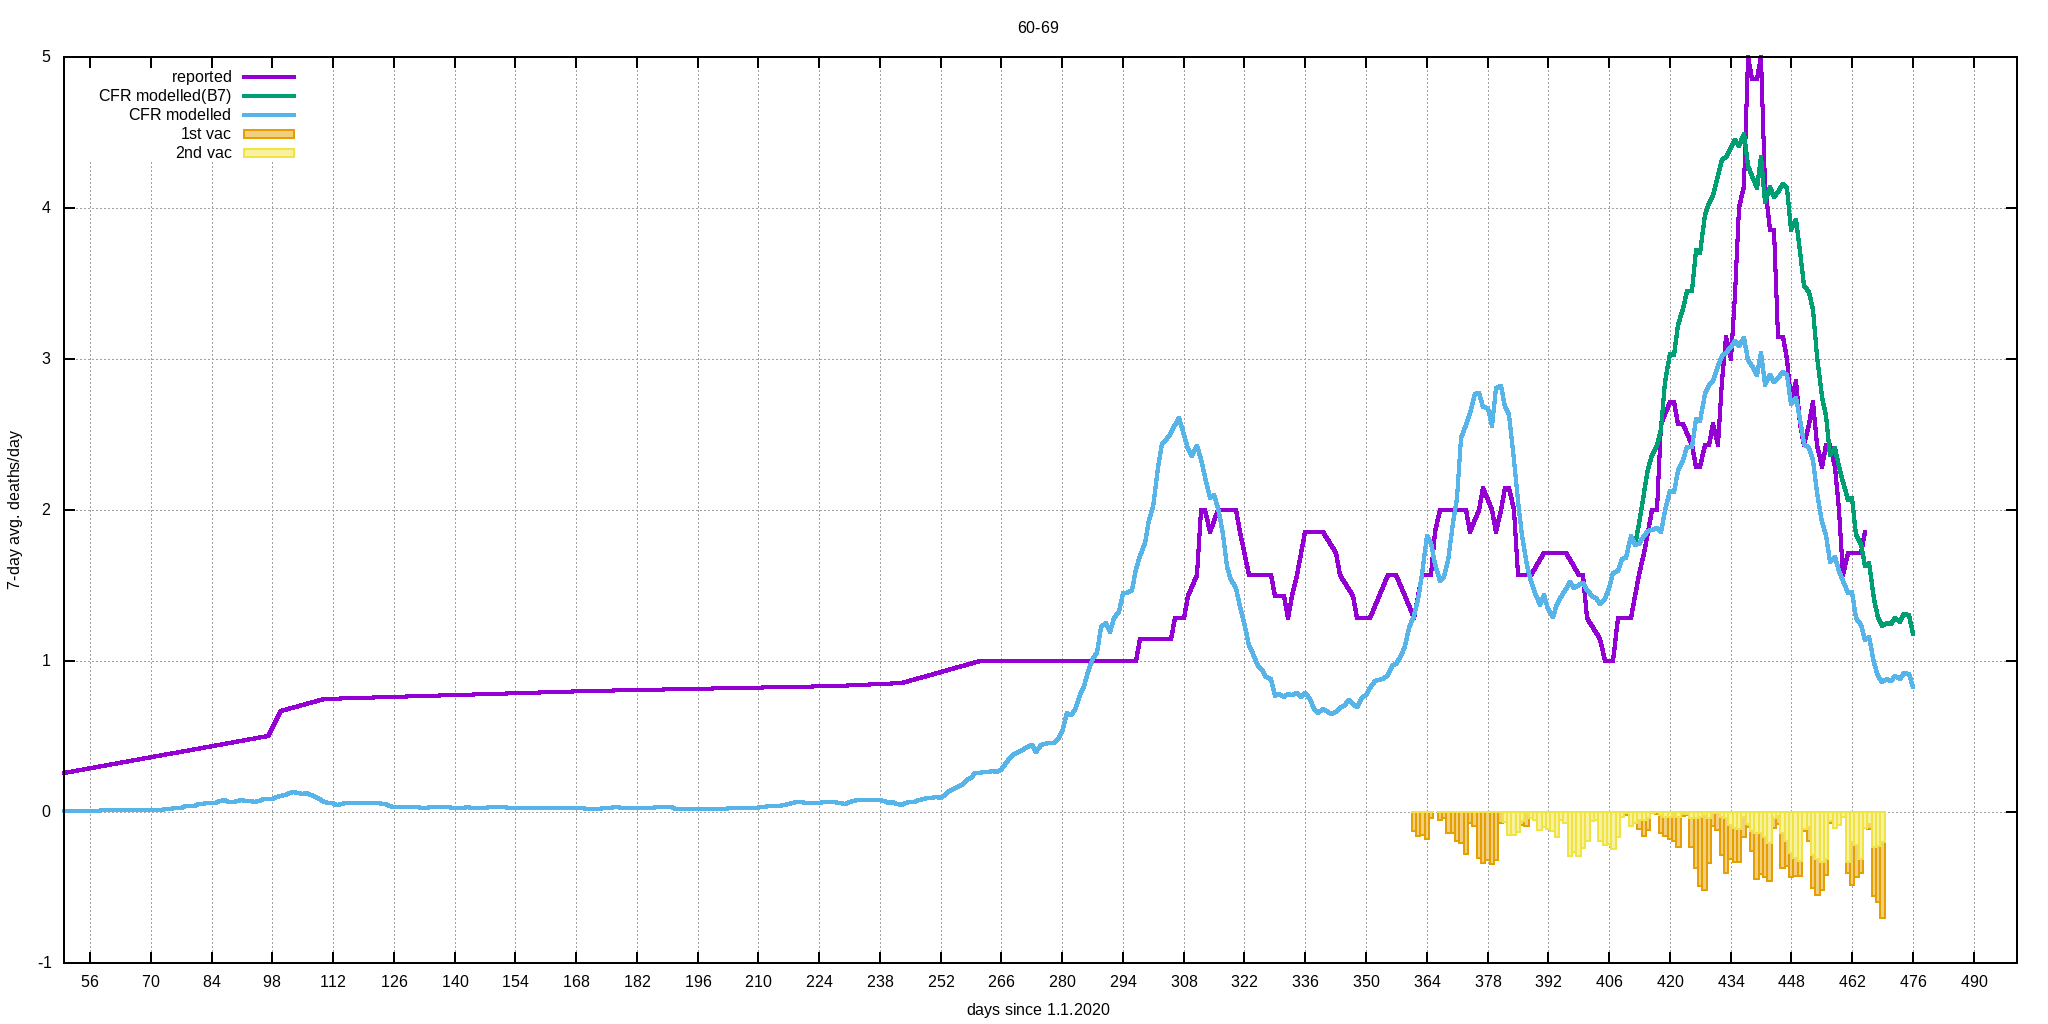 60-69
reported
CFR modelled(B7)
CFR modelled
1st vac
2nd vac
5
4
3
2
1
0
-1
7-day avg. deaths/day
56 70 84 98 112 126 140 154 168 182 196 210 224 238 252 266 280 294 308 322 336 350 364 378 392 406 420 434 448 462 476 490
days since 1.1.2020